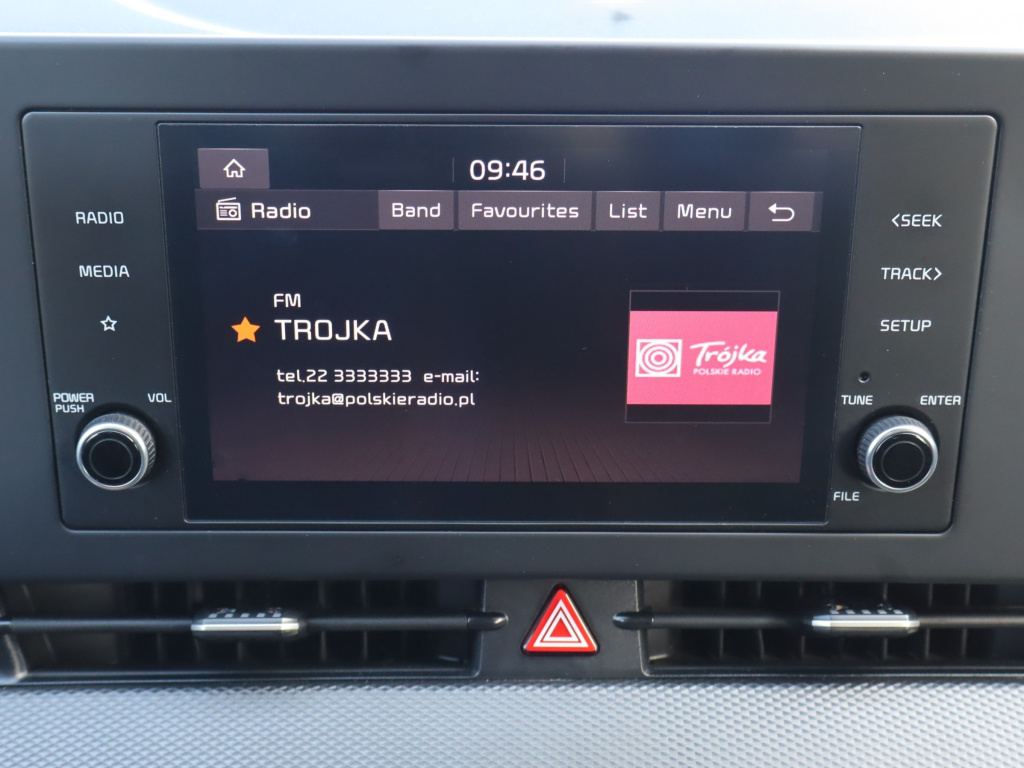 09:46
Radio Band Favourites List Menu
RADIO
MEDIA
POWER
PUSH
VOL
FM
TROJKA
tel.22 3333333 e-mail:
trojka@polskieradio.pl
Trójka
POLSKIE RADIO
<SEEK
TRACK>
SETUP
TUNE
ENTER
FILE